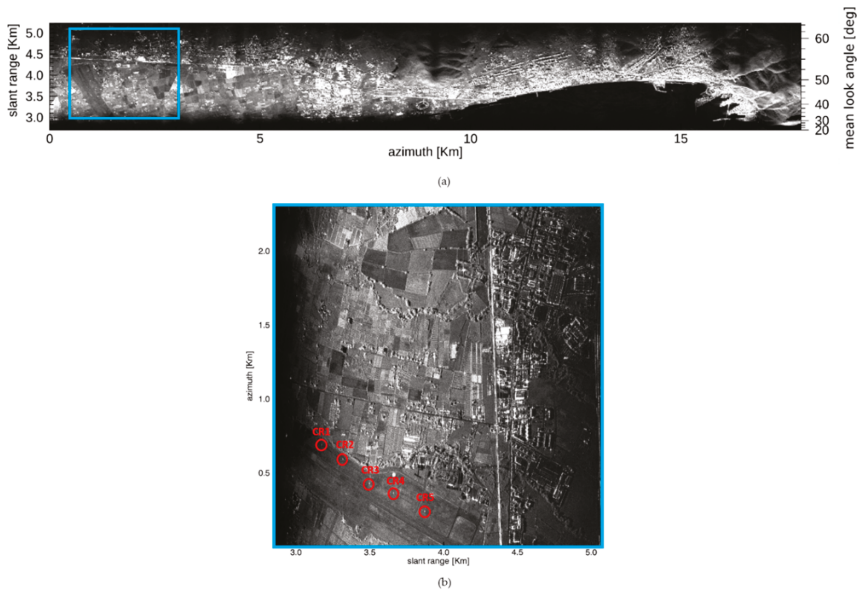 5.0
4.5
4.0
3.5
3.0
slant range [Km]
60
50
40
30
20
mean look angle [deg]
0
5
10
15
azimuth [Km]
(a)
2.0
1.5
1.0
0.5
azimuth [Km]
CR1
CR2
CR3
CR4
CR5
3.0
3.5
4.0
4.5
5.0
slant range [Km]
(b)